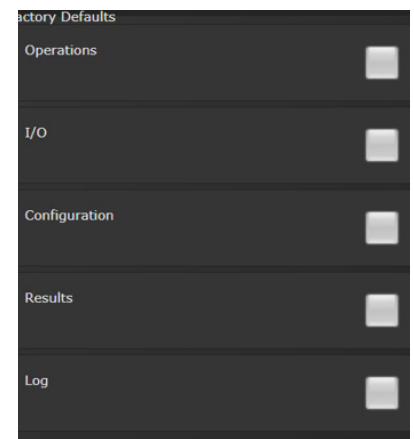 actory Defaults
Operations
I/O
Configuration
Results
Log